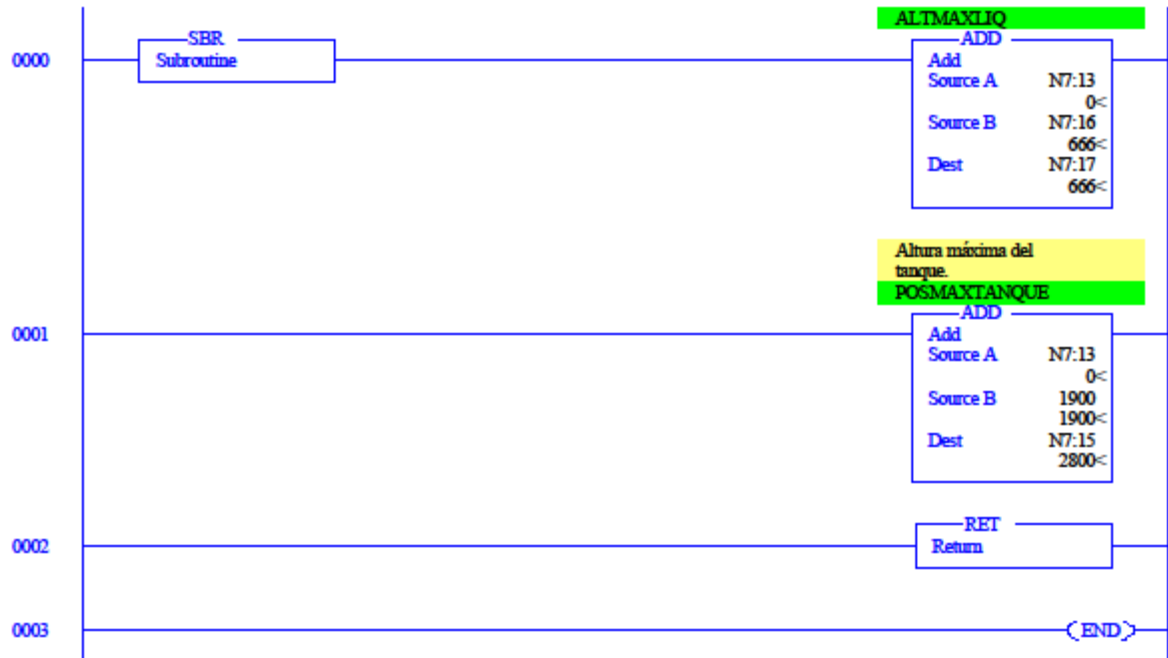 ALTMAXLIQ
SBR
ADD
0000
Subroutine
Add
Source A N7:13
0<
Source B N7:16
666<
Dest N7:17
666<
Altura máxima del
tanque.
POSMAXTANQUE
ADD
0001
Add
Source A N7:13
0<
Source B 1900
1900<
Dest N7:15
2800<
RET
0002
Return
0003
END